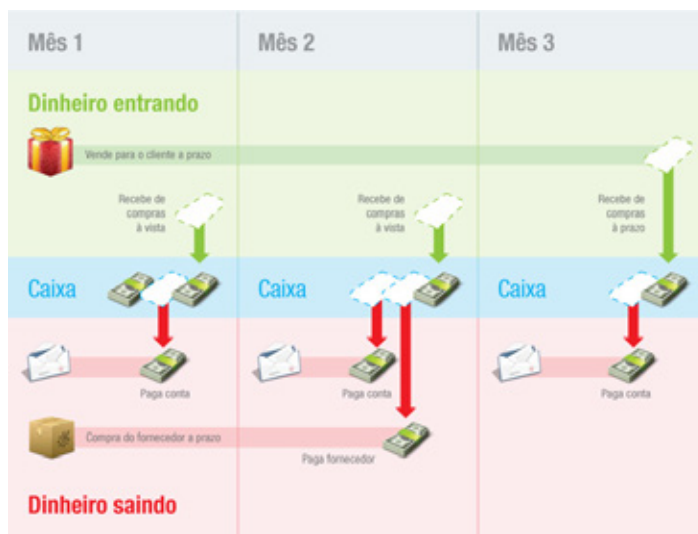 Mês 1
Mês 2
Mês 3
Dinheiro entrando
Vende para o cliente a prazo
Recebe de
compras
à vista
Recebe de
compras
à vista
Recebe de
compras
à prazo
Caixa
Caixa
Caixa
Paga conta
Paga conta
Paga conta
Compra do fornecedor a prazo
Paga fornecedor
Dinheiro saindo